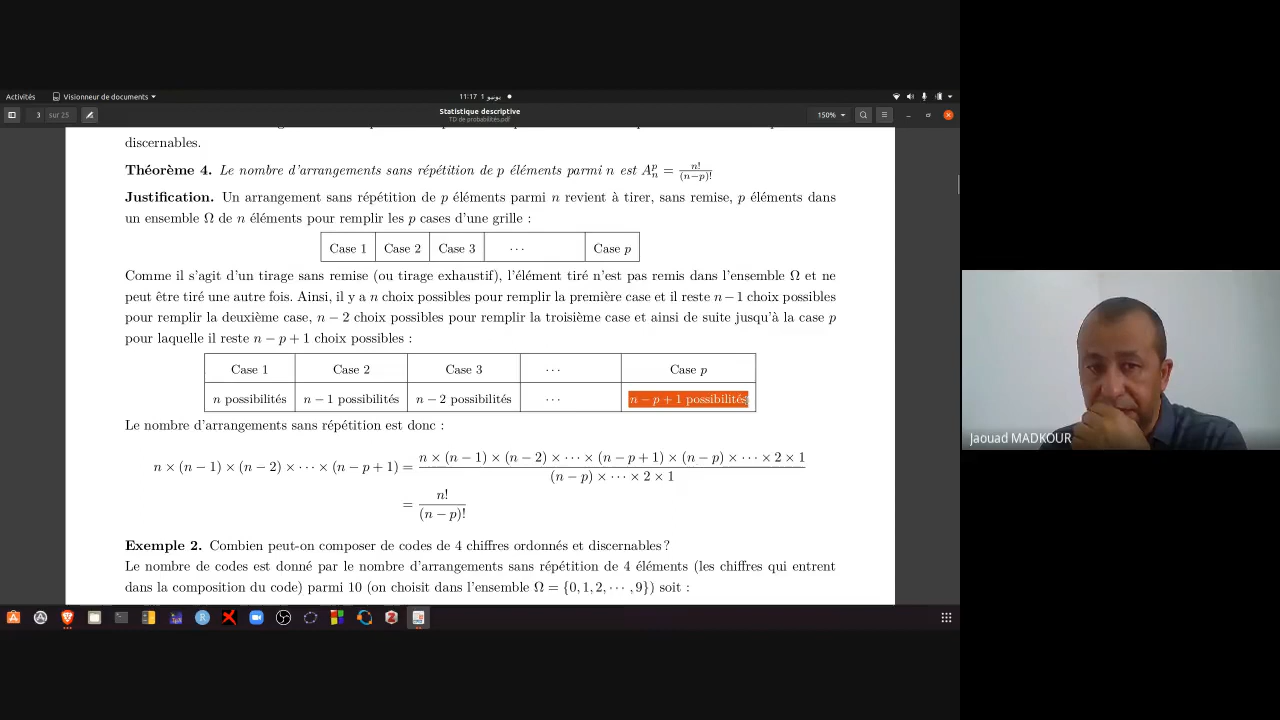 Activités
Visionneur de documents
11:17 1 يونيو
3 sur 25
Statistique descriptive
TD de probabilités.pdf
150%
discernables.
Théorème 4. Le nombre d'arrangements sans répétition de p éléments parmi n est A_n^p = n!/(n−p)!
Justification. Un arrangement sans répétition de p éléments parmi n revient à tirer, sans remise, p éléments dans
un ensemble Ω de n éléments pour remplir les p cases d'une grille :
Case 1 Case 2 Case 3 ··· Case p
Comme il s'agit d'un tirage sans remise (ou tirage exhaustif), l'élément tiré n'est pas remis dans l'ensemble Ω et ne
peut être tiré une autre fois. Ainsi, il y a n choix possibles pour remplir la première case et il reste n−1 choix possibles
pour remplir la deuxième case, n − 2 choix possibles pour remplir la troisième case et ainsi de suite jusqu'à la case p
pour laquelle il reste n − p + 1 choix possibles :
Case 1 Case 2 Case 3 ··· Case p
n possibilités n − 1 possibilités n − 2 possibilités ··· n − p + 1 possibilités
Le nombre d'arrangements sans répétition est donc :
n × (n − 1) × (n − 2) × ··· × (n − p + 1) = n × (n − 1) × (n − 2) × ··· × (n − p + 1) × (n − p) × ··· × 2 × 1
(n − p) × ··· × 2 × 1
= n!
(n − p)!
Exemple 2. Combien peut-on composer de codes de 4 chiffres ordonnés et discernables ?
Le nombre de codes est donné par le nombre d'arrangements sans répétition de 4 éléments (les chiffres qui entrent
dans la composition du code) parmi 10 (on choisit dans l'ensemble Ω = {0, 1, 2, ··· , 9}) soit :
Jaouad MADKOUR